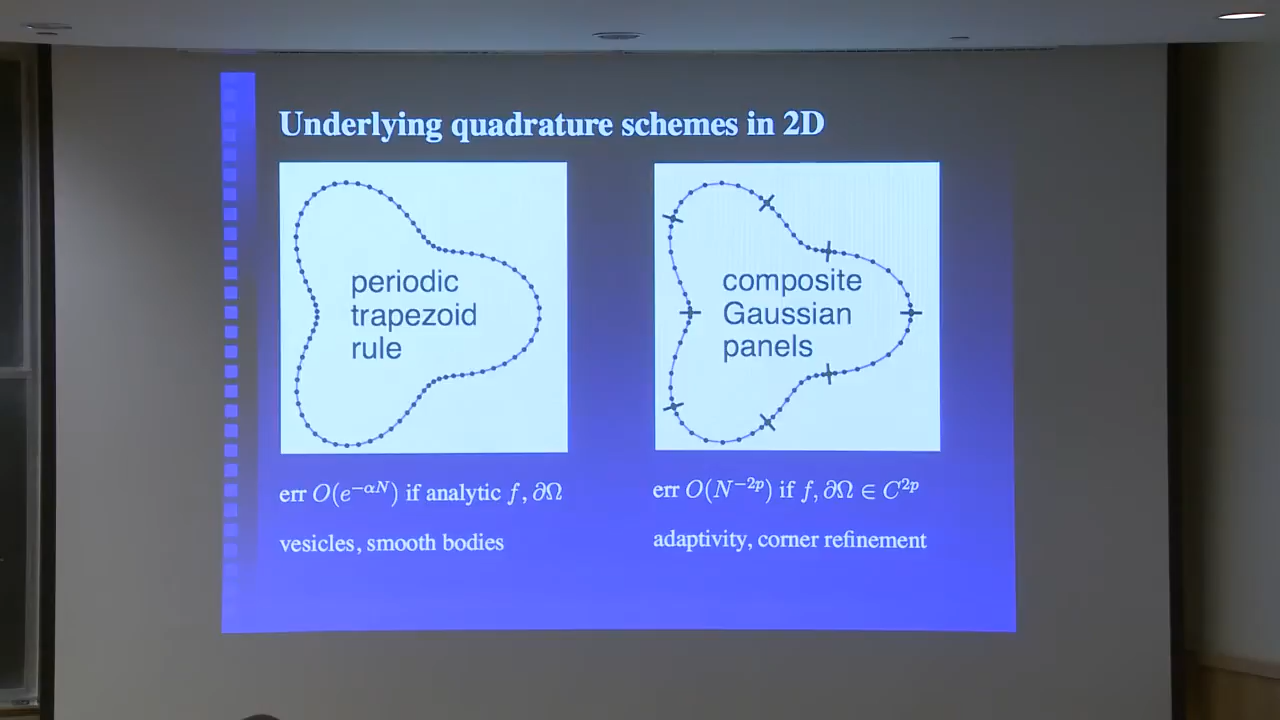 Underlying quadrature schemes in 2D
periodic
trapezoid
rule
composite
Gaussian
panels
err O(e^{-αN}) if analytic f, ∂Ω
vesicles, smooth bodies
err O(N^{-2p}) if f, ∂Ω ∈ C^{2p}
adaptivity, corner refinement